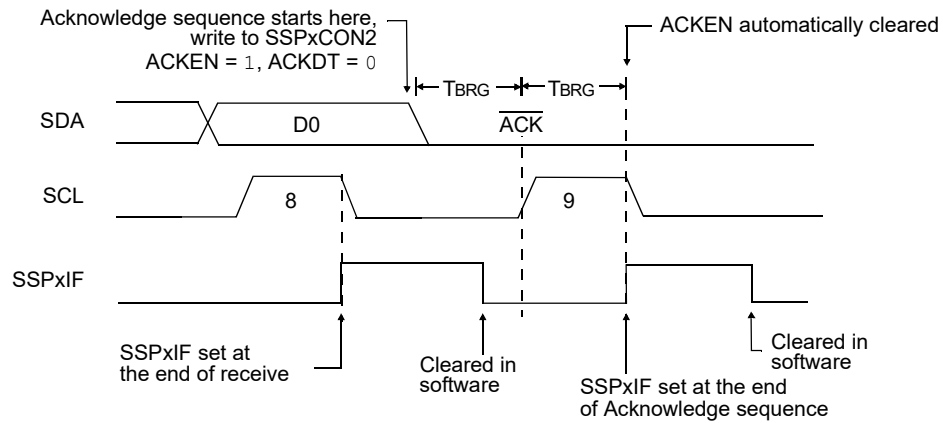 Acknowledge sequence starts here,
write to SSPxCON2
ACKEN = 1, ACKDT = 0
ACKEN automatically cleared
TBRG
TBRG
SDA
D0
ACK
SCL
8
9
SSPxIF
SSPxIF set at
the end of receive
Cleared in
software
SSPxIF set at the end
of Acknowledge sequence
Cleared in
software